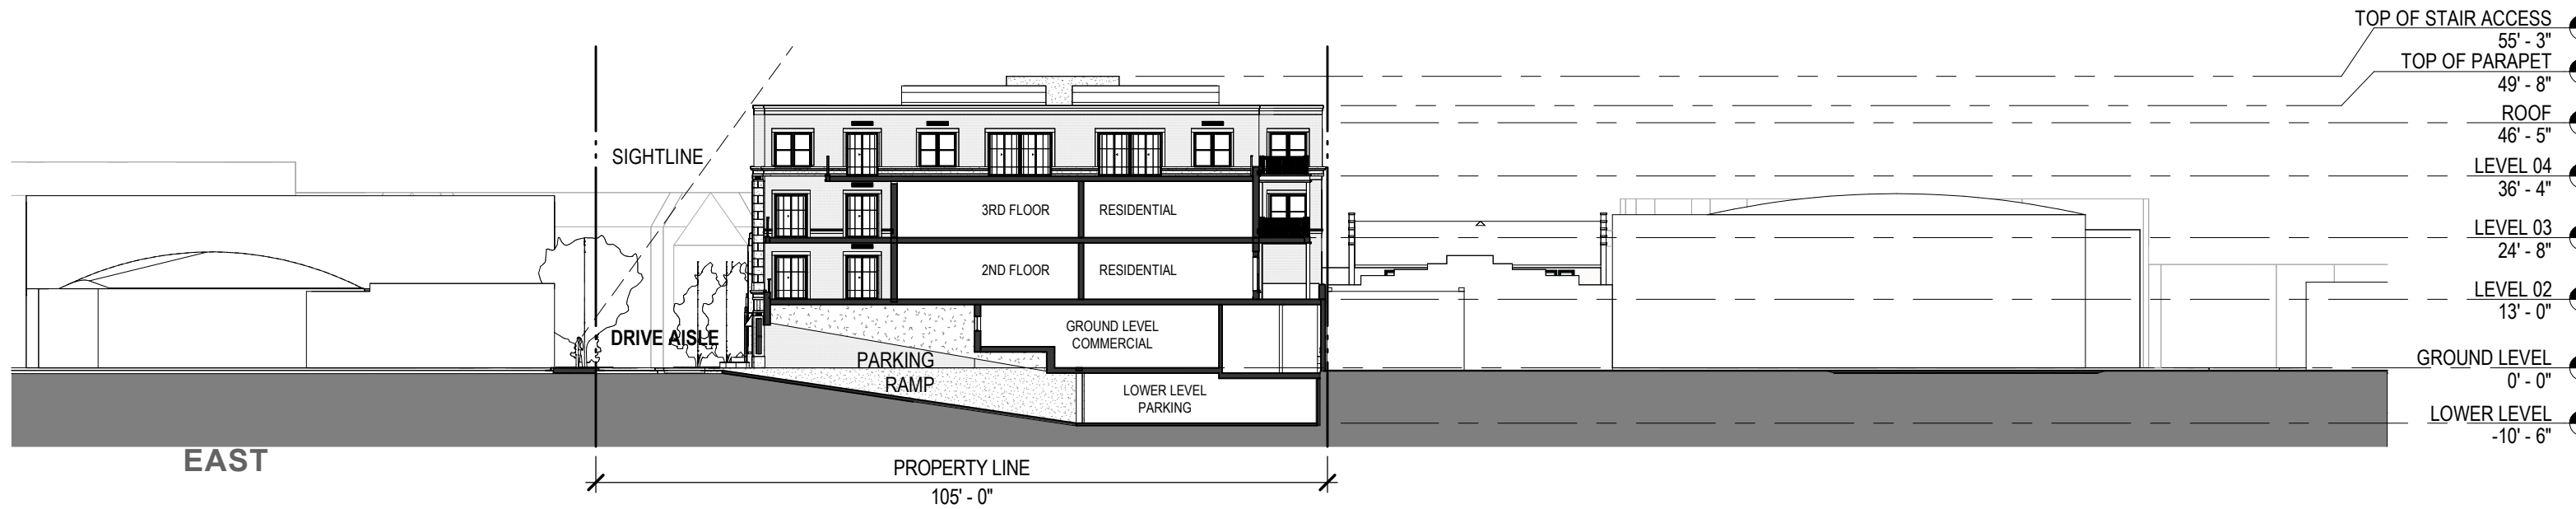 TOP OF STAIR ACCESS
55' - 3"
TOP OF PARAPET
49' - 8"
ROOF
46' - 5"
SIGHTLINE
LEVEL 04
36' - 4"
3RD FLOOR
RESIDENTIAL
LEVEL 03
24' - 8"
2ND FLOOR
RESIDENTIAL
LEVEL 02
13' - 0"
DRIVE AISLE
GROUND LEVEL
COMMERCIAL
PARKING
RAMP
GROUND LEVEL
0' - 0"
LOWER LEVEL
PARKING
LOWER LEVEL
-10' - 6"
EAST
PROPERTY LINE
105' - 0"